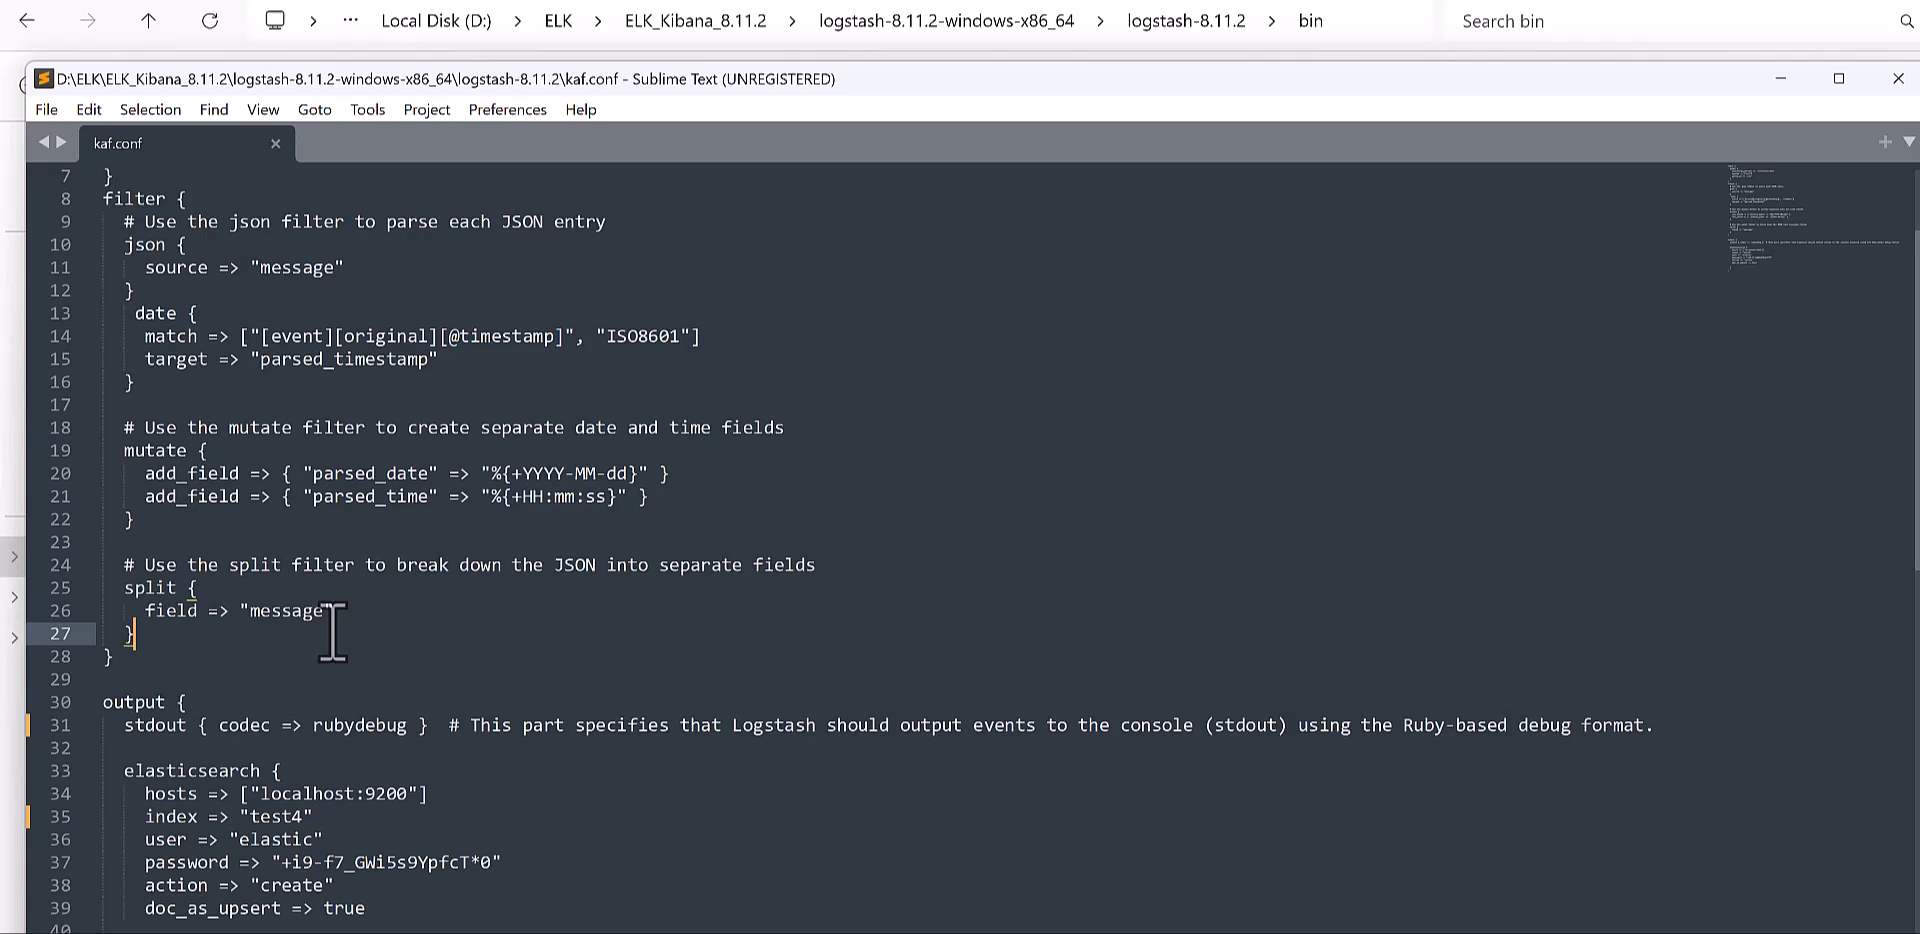 Local Disk (D:) > ELK > ELK_Kibana_8.11.2 > logstash-8.11.2-windows-x86_64 > logstash-8.11.2 > bin
Search bin
D:\ELK\ELK_Kibana_8.11.2\logstash-8.11.2-windows-x86_64\logstash-8.11.2\kaf.conf - Sublime Text (UNREGISTERED)
File Edit Selection Find View Goto Tools Project Preferences Help
kaf.conf
7 }
8 filter {
9 # Use the json filter to parse each JSON entry
10 json {
11 source => "message"
12 }
13 date {
14 match => ["[event][original][@timestamp]", "ISO8601"]
15 target => "parsed_timestamp"
16 }
17
18 # Use the mutate filter to create separate date and time fields
19 mutate {
20 add_field => { "parsed_date" => "%{+YYYY-MM-dd}" }
21 add_field => { "parsed_time" => "%{+HH:mm:ss}" }
22 }
23
24 # Use the split filter to break down the JSON into separate fields
25 split {
26 field => "message"
27 }
28 }
29
30 output {
31 stdout { codec => rubydebug } # This part specifies that Logstash should output events to the console (stdout) using the Ruby-based debug format.
32
33 elasticsearch {
34 hosts => ["localhost:9200"]
35 index => "test4"
36 user => "elastic"
37 password => "+i9-f7_GWi5s9YpfcT*0"
38 action => "create"
39 doc_as_upsert => true
40